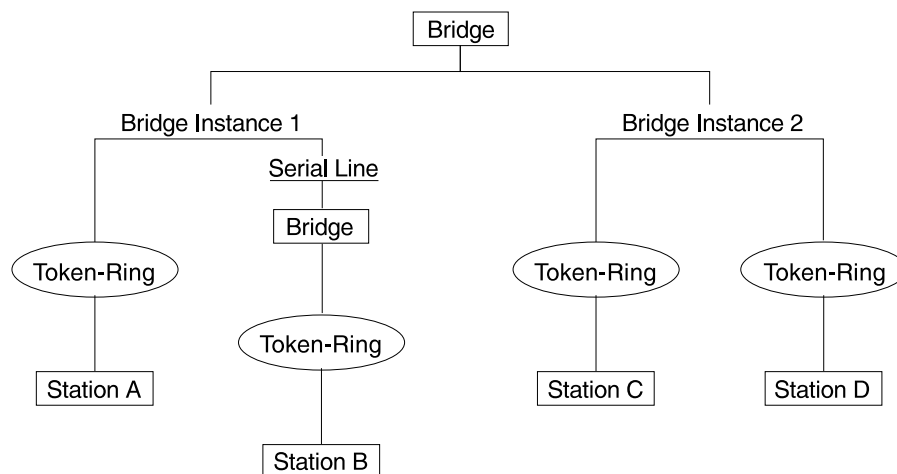 Bridge
Bridge Instance 1
Bridge Instance 2
Serial Line
Bridge
Token-Ring
Token-Ring
Token-Ring
Token-Ring
Station A
Station C
Station D
Station B